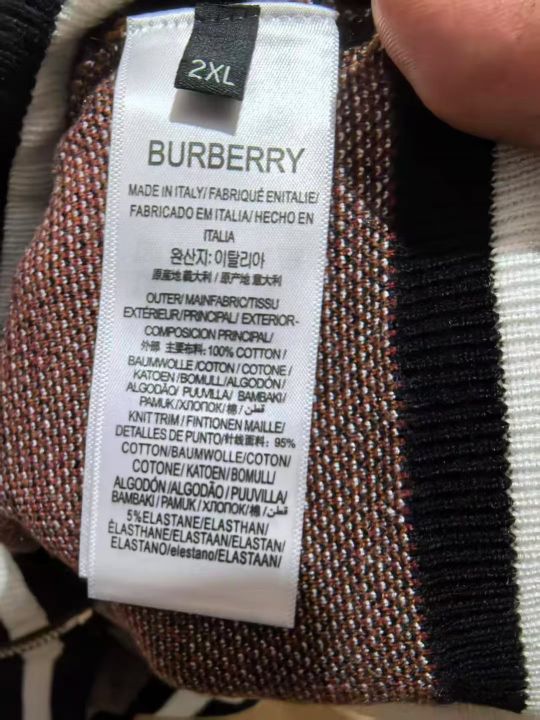 2XL
BURBERRY
MADE IN ITALY/ FABRIQUÉ ENITALIE/
FABRICADO EM ITALIA/ HECHO EN
ITALIA
원산지: 이탈리아
原産地 義大利 / 原产地 意大利
OUTER/ MAINFABRIC/TISSU
EXTÉRIEUR/PRINCIPAL/ EXTERIOR-
COMPOSICION PRINCIPAL/
外部 主要布料: 100% COTTON /
BAUMWOLLE /COTON / COTONE /
KATOEN /BOMULL/ALGODÓN/
ALGODÃO/ PUUVILLA/ BAMBAKI/
PAMUK /ХЛОПОК/ 棉/ قطن/
KNIT TRIM / FINTIONEN MAILLE/
DETALLES DE PUNTO/针线面料: 95%
COTTON/BAUMWOLLE/COTON/
COTONE/ KATOEN/ BOMULL/
ALGODÓN /ALGODÃO / PUUVILLA/
BAMBAKI / PAMUK / ХЛОПОК/棉/ قطن/
5%ELASTANE/ELASTHAN/
ÉLASTHANE/ELASTAAN/ELASTAN/
ELASTANO/elestano/ELASTAAN/